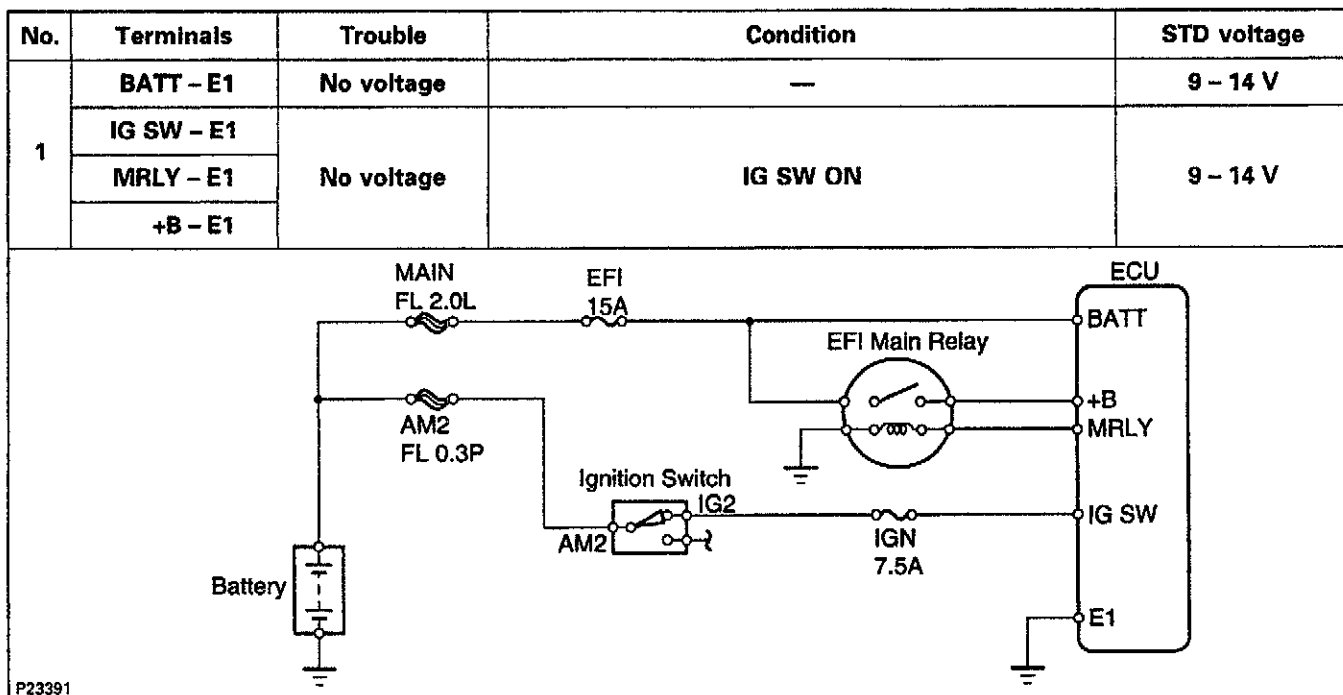 No. Terminals Trouble Condition STD voltage
1
BATT – E1 No voltage — 9 – 14 V
IG SW – E1
MRLY – E1 No voltage IG SW ON 9 – 14 V
+B – E1
MAIN
FL 2.0L
EFI
15A
ECU
BATT
EFI Main Relay
+B
MRLY
AM2
FL 0.3P
Ignition Switch
IG2
AM2
IGN
7.5A
IG SW
Battery
E1
P23391